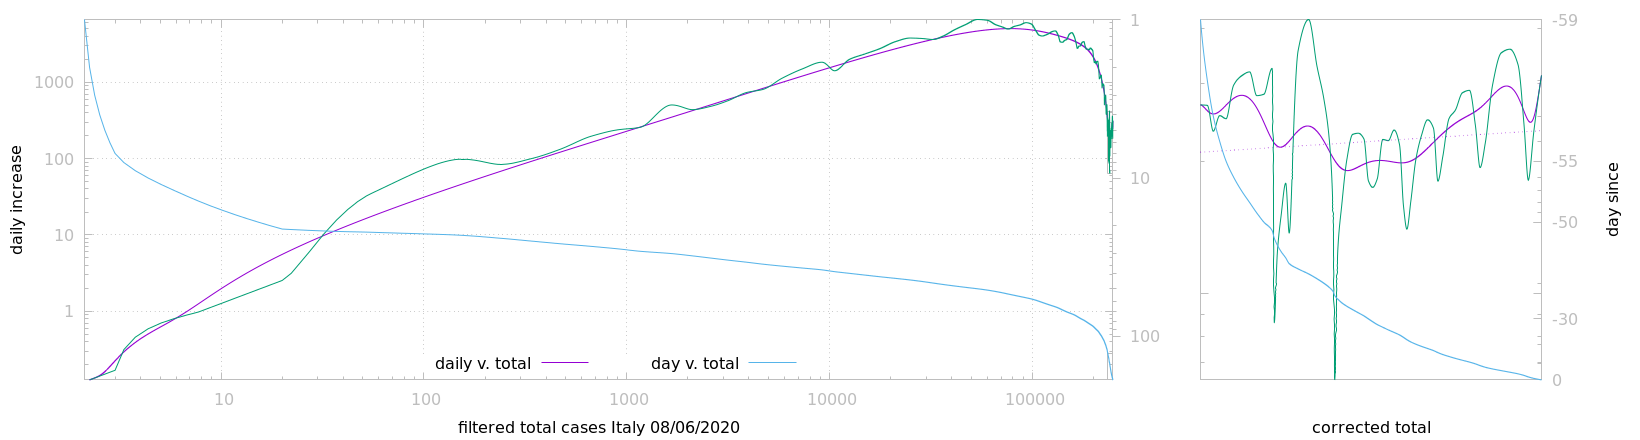 daily increase
1000
100
10
1
10
100
1000
10000
100000
1
10
100
daily v. total
day v. total
filtered total cases Italy 08/06/2020
-59
-55
-50
-30
0
day since
corrected total